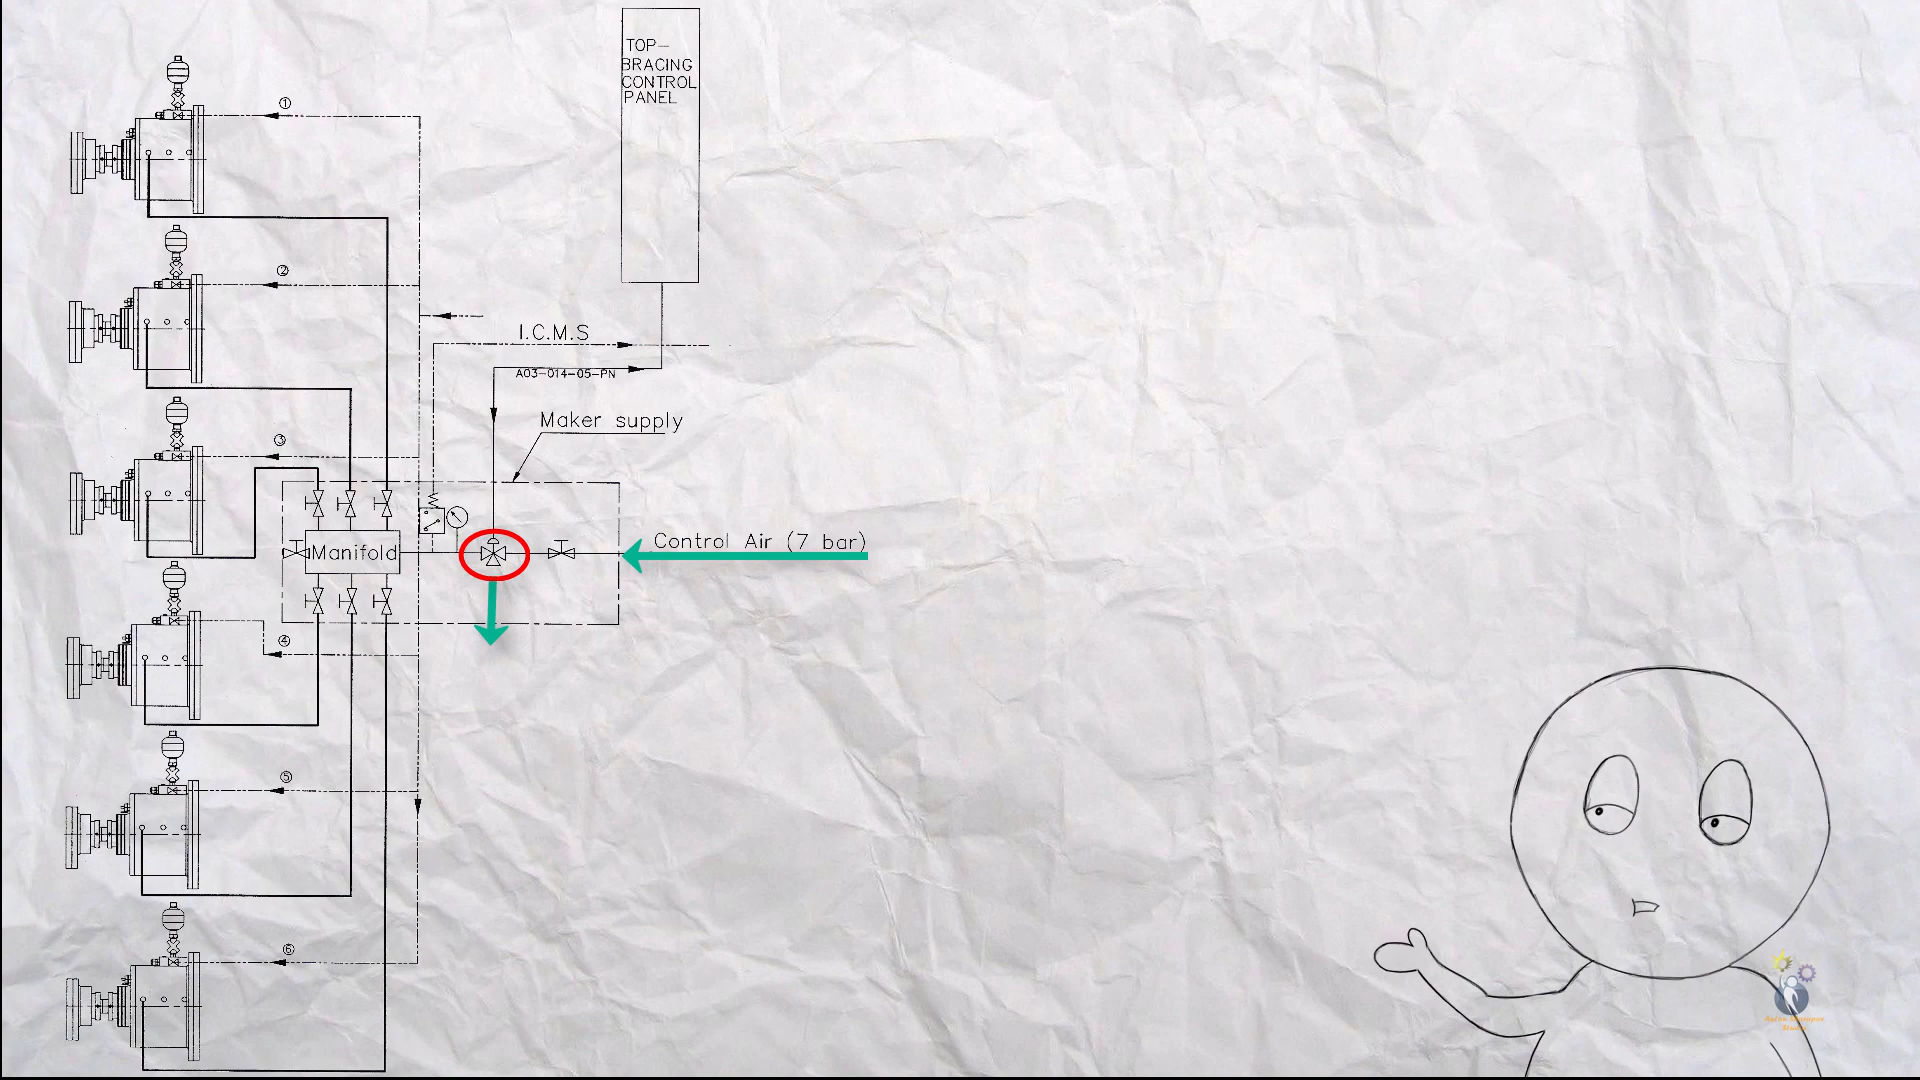 TOP-
BRACING
CONTROL
PANEL
①
②
I.C.M.S
A03-014-05-PN
Maker supply
③
Control Air (7 bar)
Manifold
④
⑤
⑥